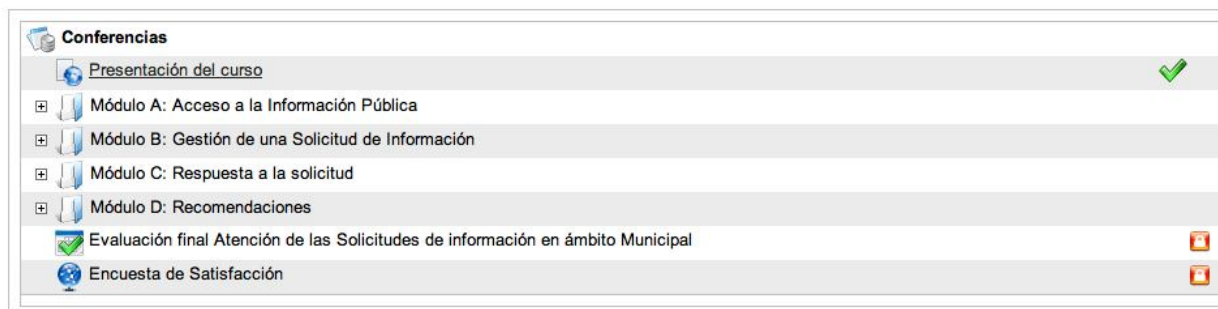 Conferencias
Presentación del curso
Módulo A: Acceso a la Información Pública
Módulo B: Gestión de una Solicitud de Información
Módulo C: Respuesta a la solicitud
Módulo D: Recomendaciones
Evaluación final Atención de las Solicitudes de información en ámbito Municipal
Encuesta de Satisfacción